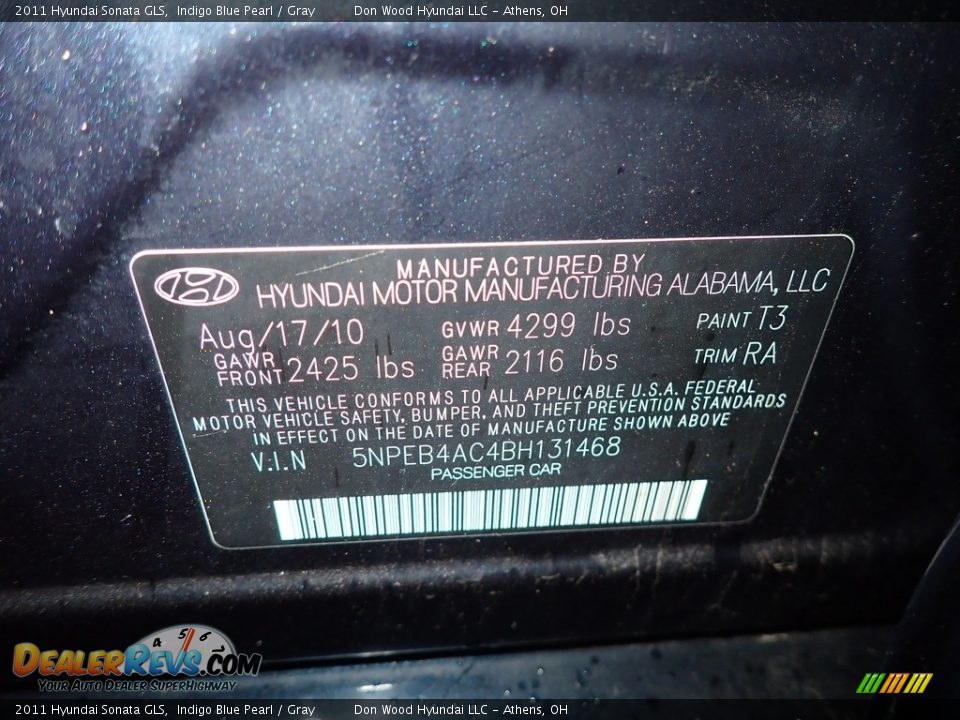 2011 Hyundai Sonata GLS,  Indigo Blue Pearl / Gray     Don Wood Hyundai LLC - Athens, OH
MANUFACTURED BY
HYUNDAI MOTOR MANUFACTURING ALABAMA, LLC
Aug/17/10 GVWR 4299 lbs PAINT T3
GAWR FRONT 2425 lbs GAWR REAR 2116 lbs TRIM RA
THIS VEHICLE CONFORMS TO ALL APPLICABLE U.S.A. FEDERAL
MOTOR VEHICLE SAFETY, BUMPER, AND THEFT PREVENTION STANDARDS
IN EFFECT ON THE DATE OF MANUFACTURE SHOWN ABOVE
V.I.N 5NPEB4AC4BH131468
PASSENGER CAR
4 5 6
DEALERREVS.COM
YOUR AUTO DEALER SUPERHIGHWAY
2011 Hyundai Sonata GLS,  Indigo Blue Pearl / Gray     Don Wood Hyundai LLC - Athens, OH